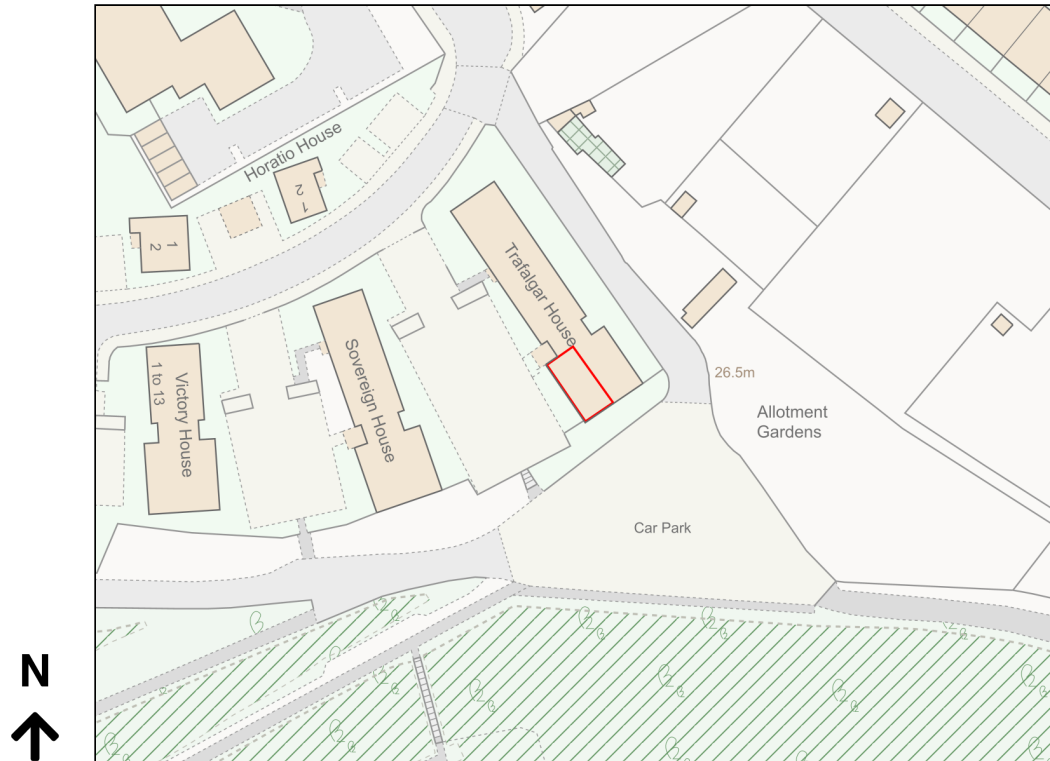 Horatio House
2 1
1
2
Trafalgar House
Sovereign House
1 to 13
Victory House
26.5m
Allotment
Gardens
Car Park
N